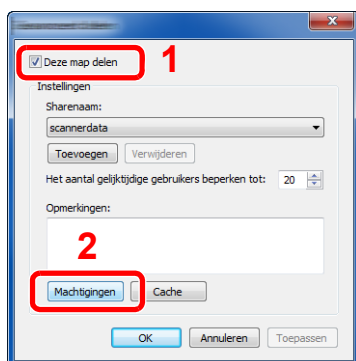 1
Deze map delen
Instellingen
Sharenaam:
scannerdata
Toevoegen Verwijderen
Het aantal gelijktijdige gebruikers beperken tot: 20
Opmerkingen:
2
Machtigingen Cache
OK Annuleren Toepassen